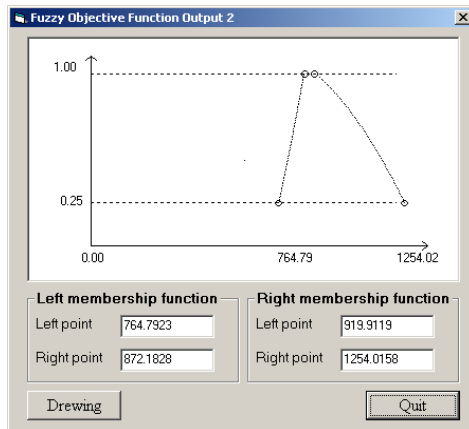 Fuzzy Objective Function Output 2
1.00
0.25
0.00 764.79 1254.02
Left membership function
Left point 764.7923
Right point 872.1828
Right membership function
Left point 919.9119
Right point 1254.0158
Drewing
Quit